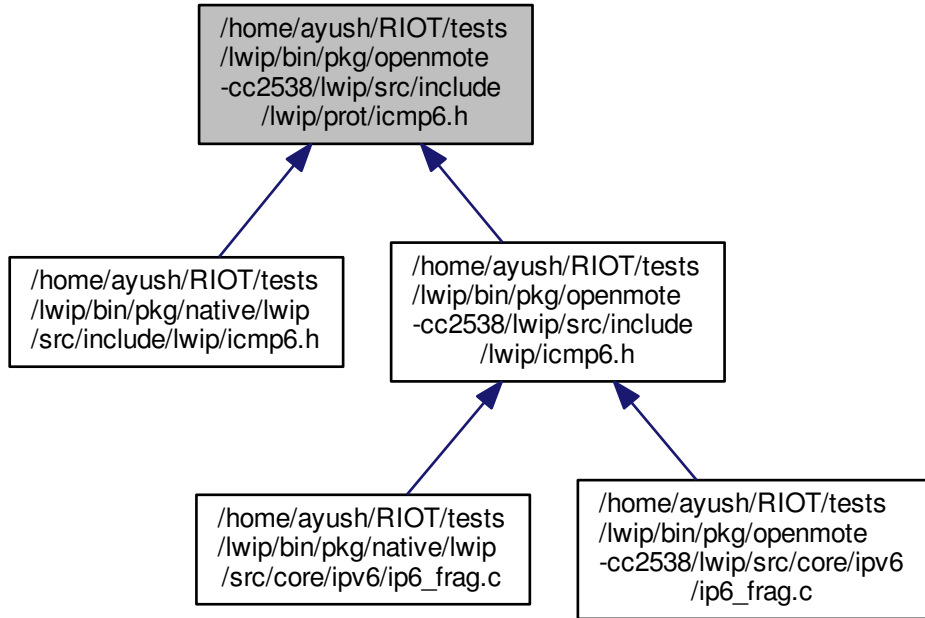 /home/ayush/RIOT/tests
/lwip/bin/pkg/openmote
-cc2538/lwip/src/include
/lwip/prot/icmp6.h
/home/ayush/RIOT/tests
/lwip/bin/pkg/native/lwip
/src/include/lwip/icmp6.h
/home/ayush/RIOT/tests
/lwip/bin/pkg/openmote
-cc2538/lwip/src/include
/lwip/icmp6.h
/home/ayush/RIOT/tests
/lwip/bin/pkg/native/lwip
/src/core/ipv6/ip6_frag.c
/home/ayush/RIOT/tests
/lwip/bin/pkg/openmote
-cc2538/lwip/src/core/ipv6
/ip6_frag.c